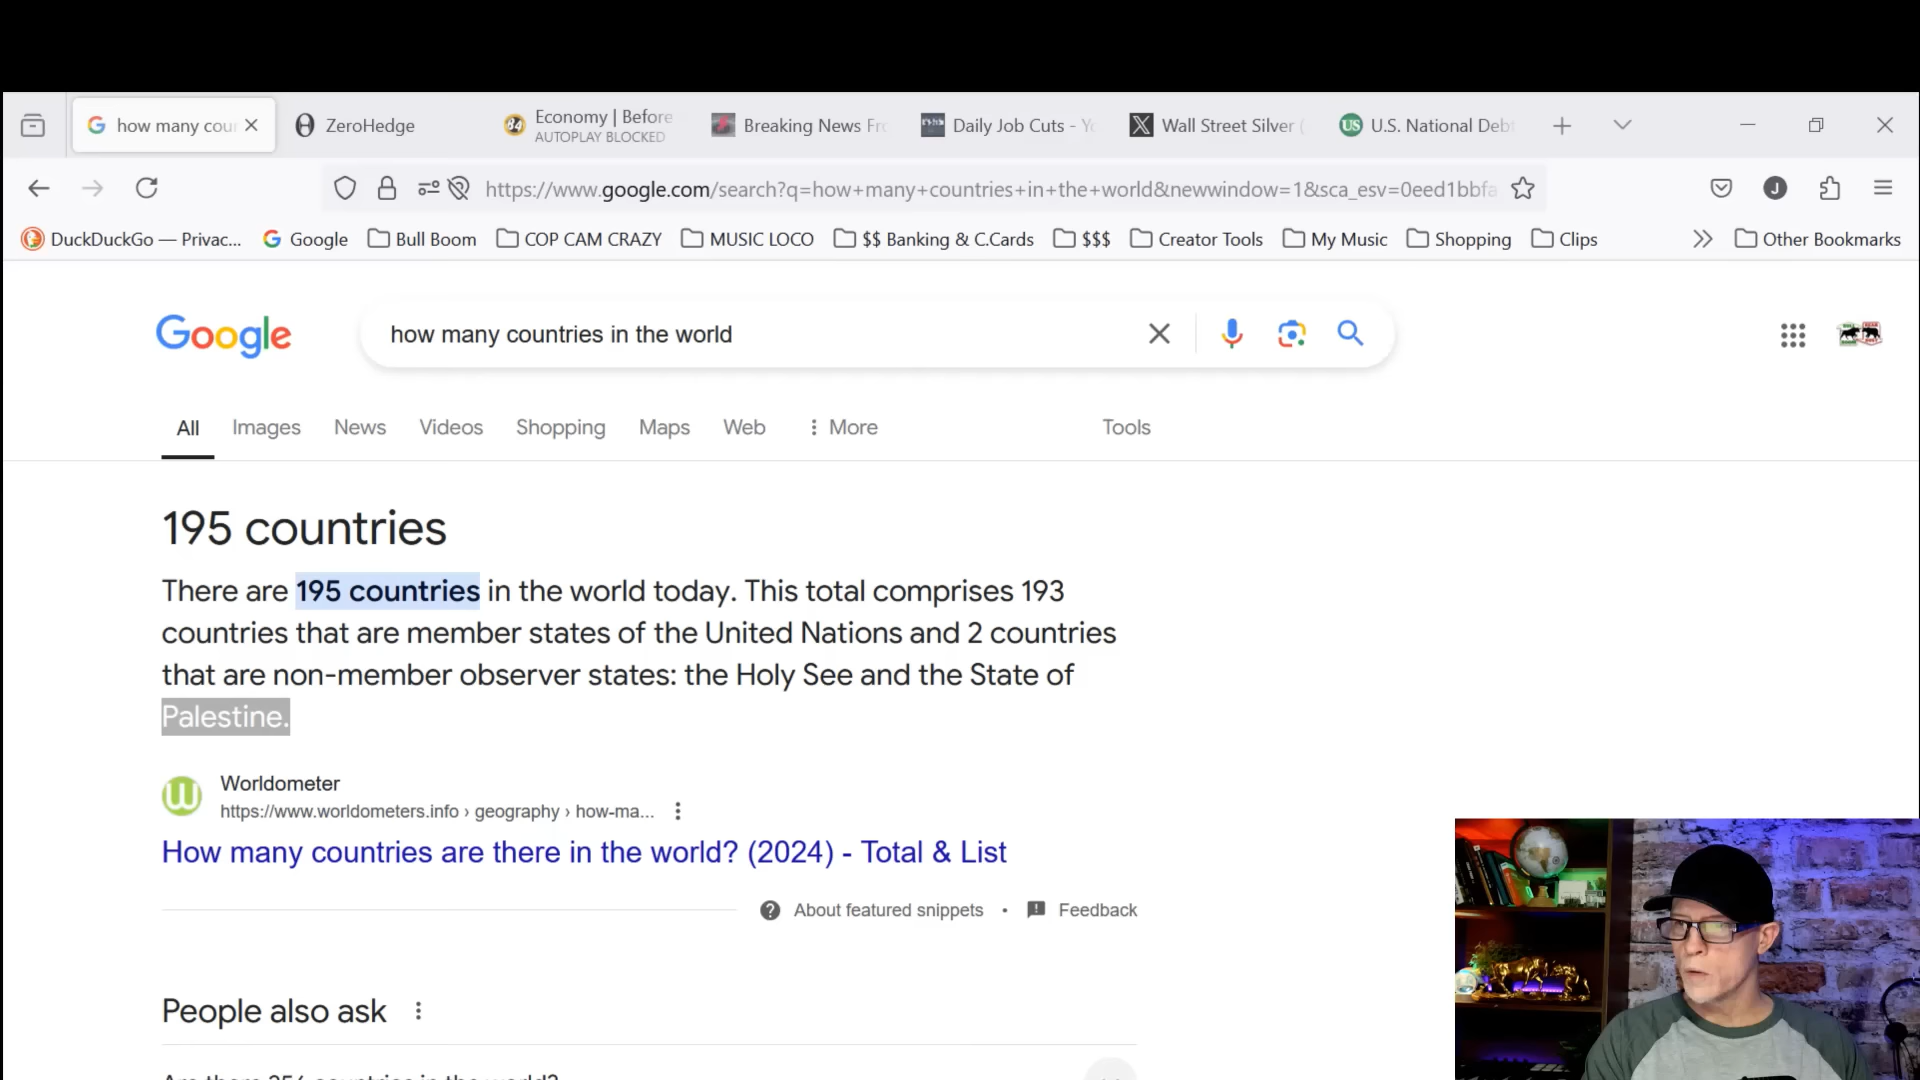 how many cou
ZeroHedge
Economy | Before
AUTOPLAY BLOCKED
Breaking News Fr
Daily Job Cuts - Yo
Wall Street Silver (
U.S. National Deb
https://www.google.com/search?q=how+many+countries+in+the+world&newwindow=1&sca_esv=0eed1bbfa
J
DuckDuckGo — Privac...
Google
Bull Boom
COP CAM CRAZY
MUSIC LOCO
$$ Banking & C.Cards
$$$
Creator Tools
My Music
Shopping
Clips
Other Bookmarks
Google
how many countries in the world
All
Images
News
Videos
Shopping
Maps
Web
More
Tools
195 countries
There are 195 countries in the world today. This total comprises 193
countries that are member states of the United Nations and 2 countries
that are non-member observer states: the Holy See and the State of
Palestine.
Worldometer
https://www.worldometers.info › geography › how-ma...
How many countries are there in the world? (2024) - Total & List
About featured snippets • Feedback
People also ask